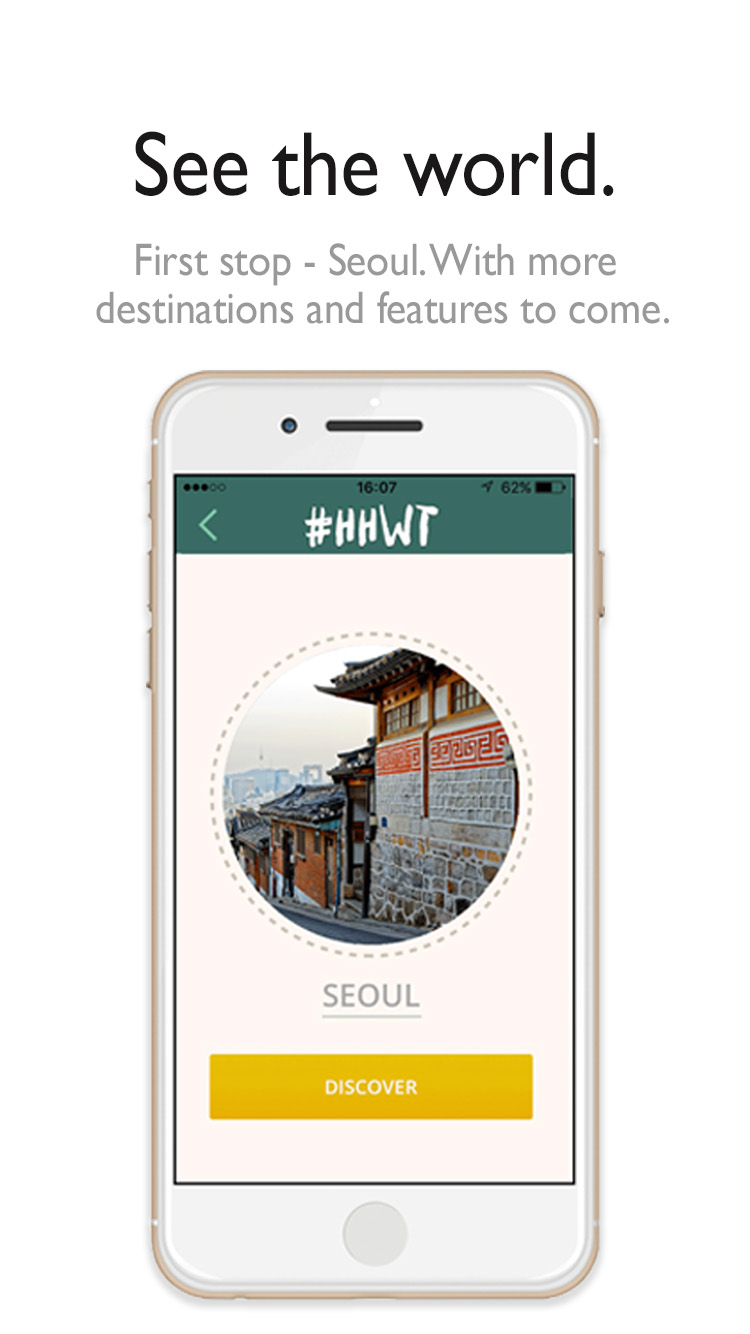 See the world.
First stop - Seoul. With more
destinations and features to come.
16:07 62%
#HHWT
SEOUL
DISCOVER